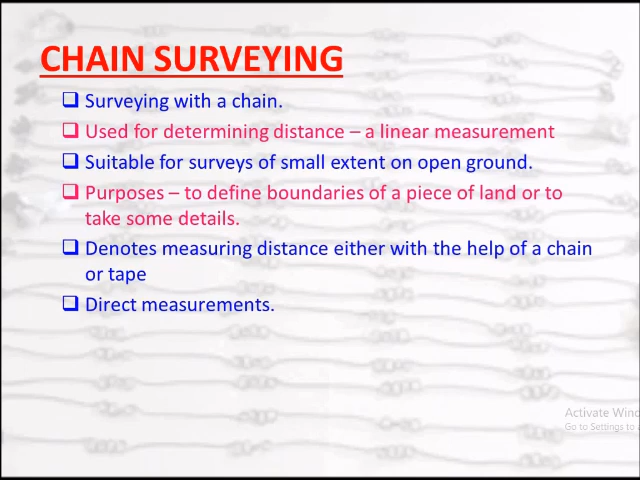 CHAIN SURVEYING
❑ Surveying with a chain.
❑ Used for determining distance – a linear measurement
❑ Suitable for surveys of small extent on open ground.
❑ Purposes – to define boundaries of a piece of land or to
take some details.
❑ Denotes measuring distance either with the help of a chain
or tape
❑ Direct measurements.
Activate Wind
Go to Settings to a